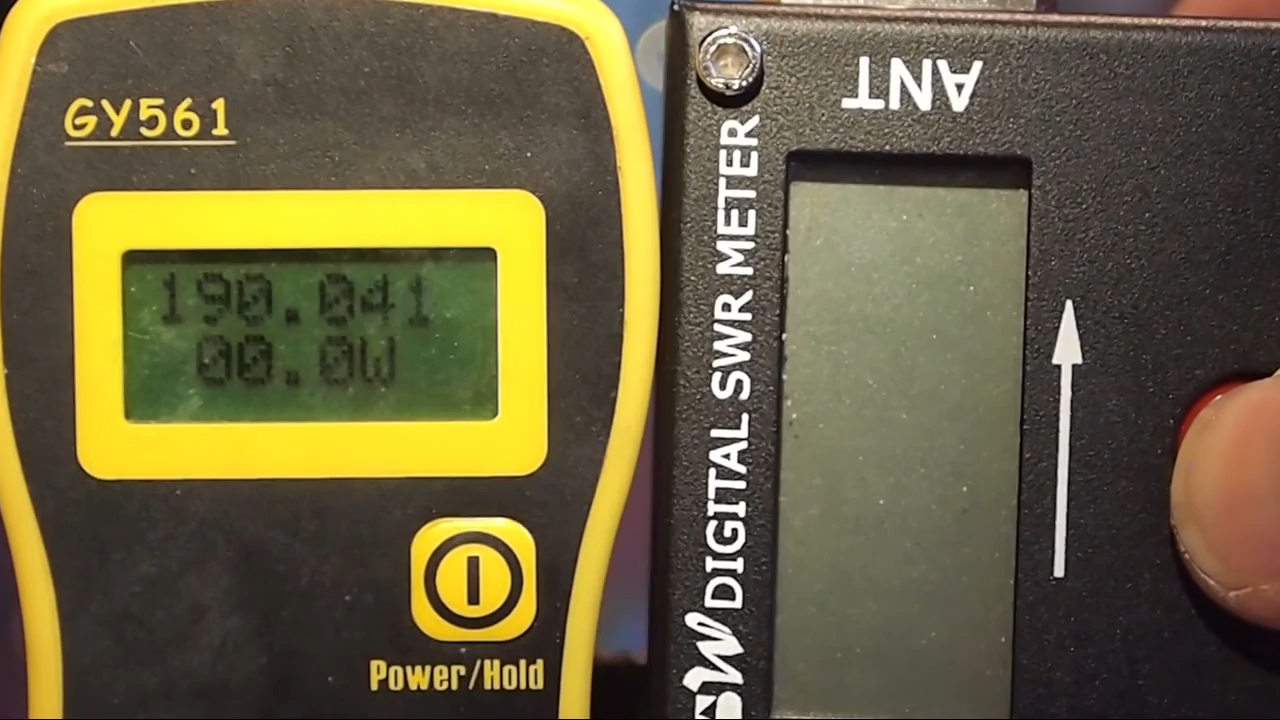 GY561
190.041
00.0W
Power/Hold
ANT
DIGITAL SWR METER